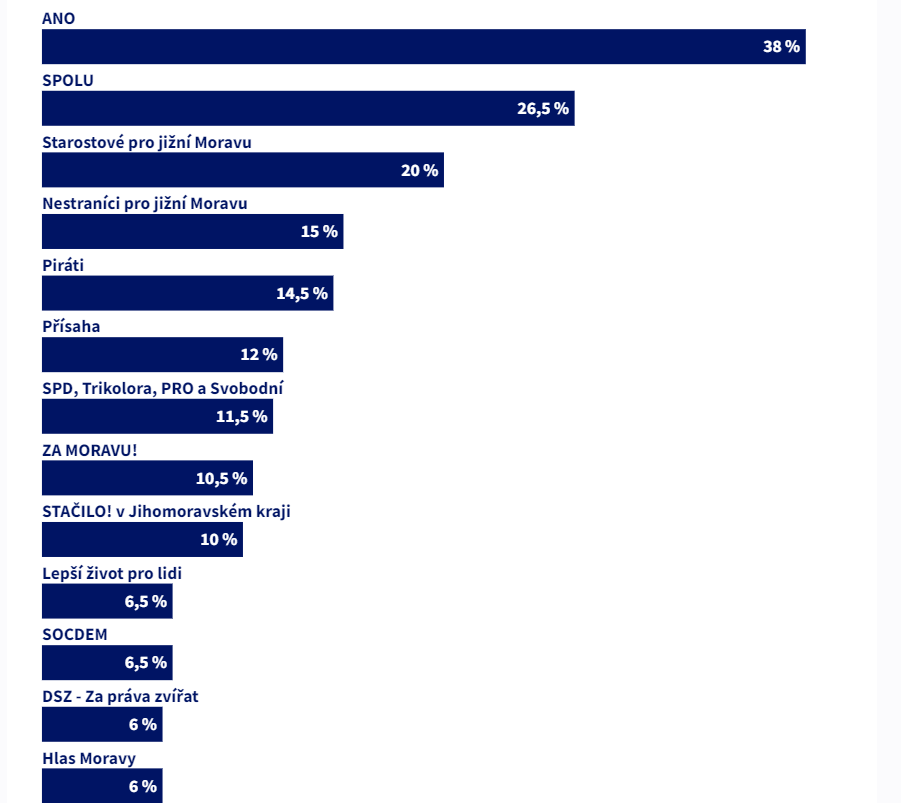 ANO
38 %
SPOLU
26,5 %
Starostové pro jižní Moravu
20 %
Nestraníci pro jižní Moravu
15 %
Piráti
14,5 %
Přísaha
12 %
SPD, Trikolora, PRO a Svobodní
11,5 %
ZA MORAVU!
10,5 %
STAČILO! v Jihomoravském kraji
10 %
Lepší život pro lidi
6,5 %
SOCDEM
6,5 %
DSZ - Za práva zvířat
6 %
Hlas Moravy
6 %